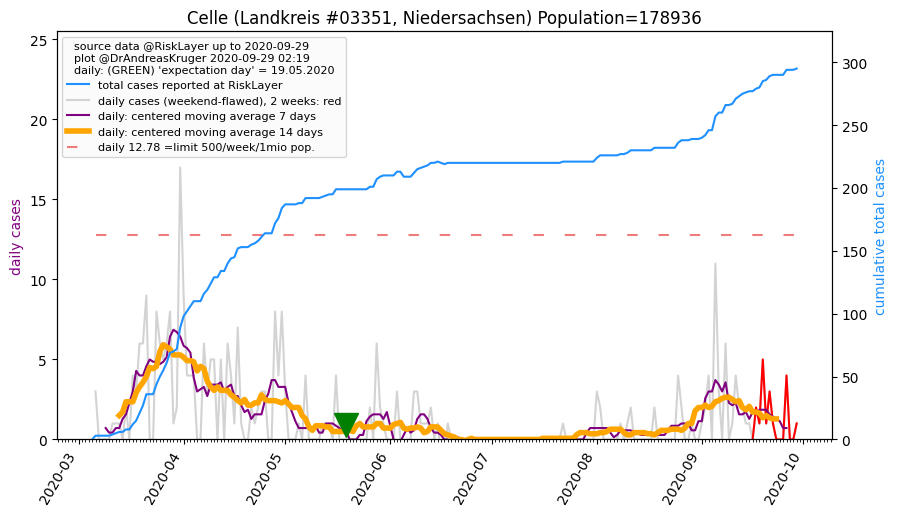 Celle (Landkreis #03351, Niedersachsen) Population=178936
source data @RiskLayer up to 2020-09-29
plot @DrAndreasKruger 2020-09-29 02:19
daily: (GREEN) 'expectation day' = 19.05.2020
total cases reported at RiskLayer
daily cases (weekend-flawed), 2 weeks: red
daily: centered moving average 7 days
daily: centered moving average 14 days
daily 12.78 =limit 500/week/1mio pop.
daily cases
25
20
15
10
5
0
cumulative total cases
300
250
200
150
100
50
0
2020-03
2020-04
2020-05
2020-06
2020-07
2020-08
2020-09
2020-10